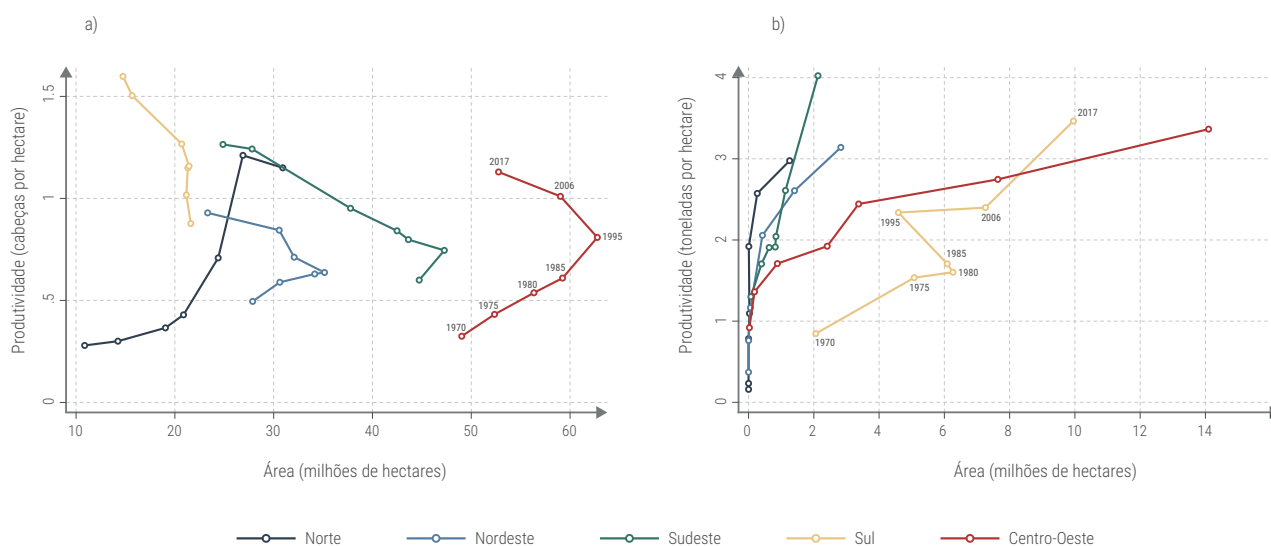 a)
Produtividade (cabeças por hectare)
1.5
1
.5
0
10 20 30 40 50 60
2017
2006
1995
1985
1980
1975
1970
Área (milhões de hectares)
b)
Produtividade (toneladas por hectare)
4
3
2
1
0
0 2 4 6 8 10 12 14
2017
1995
2006
1985
1980
1975
1970
Área (milhões de hectares)
Norte Nordeste Sudeste Sul Centro-Oeste